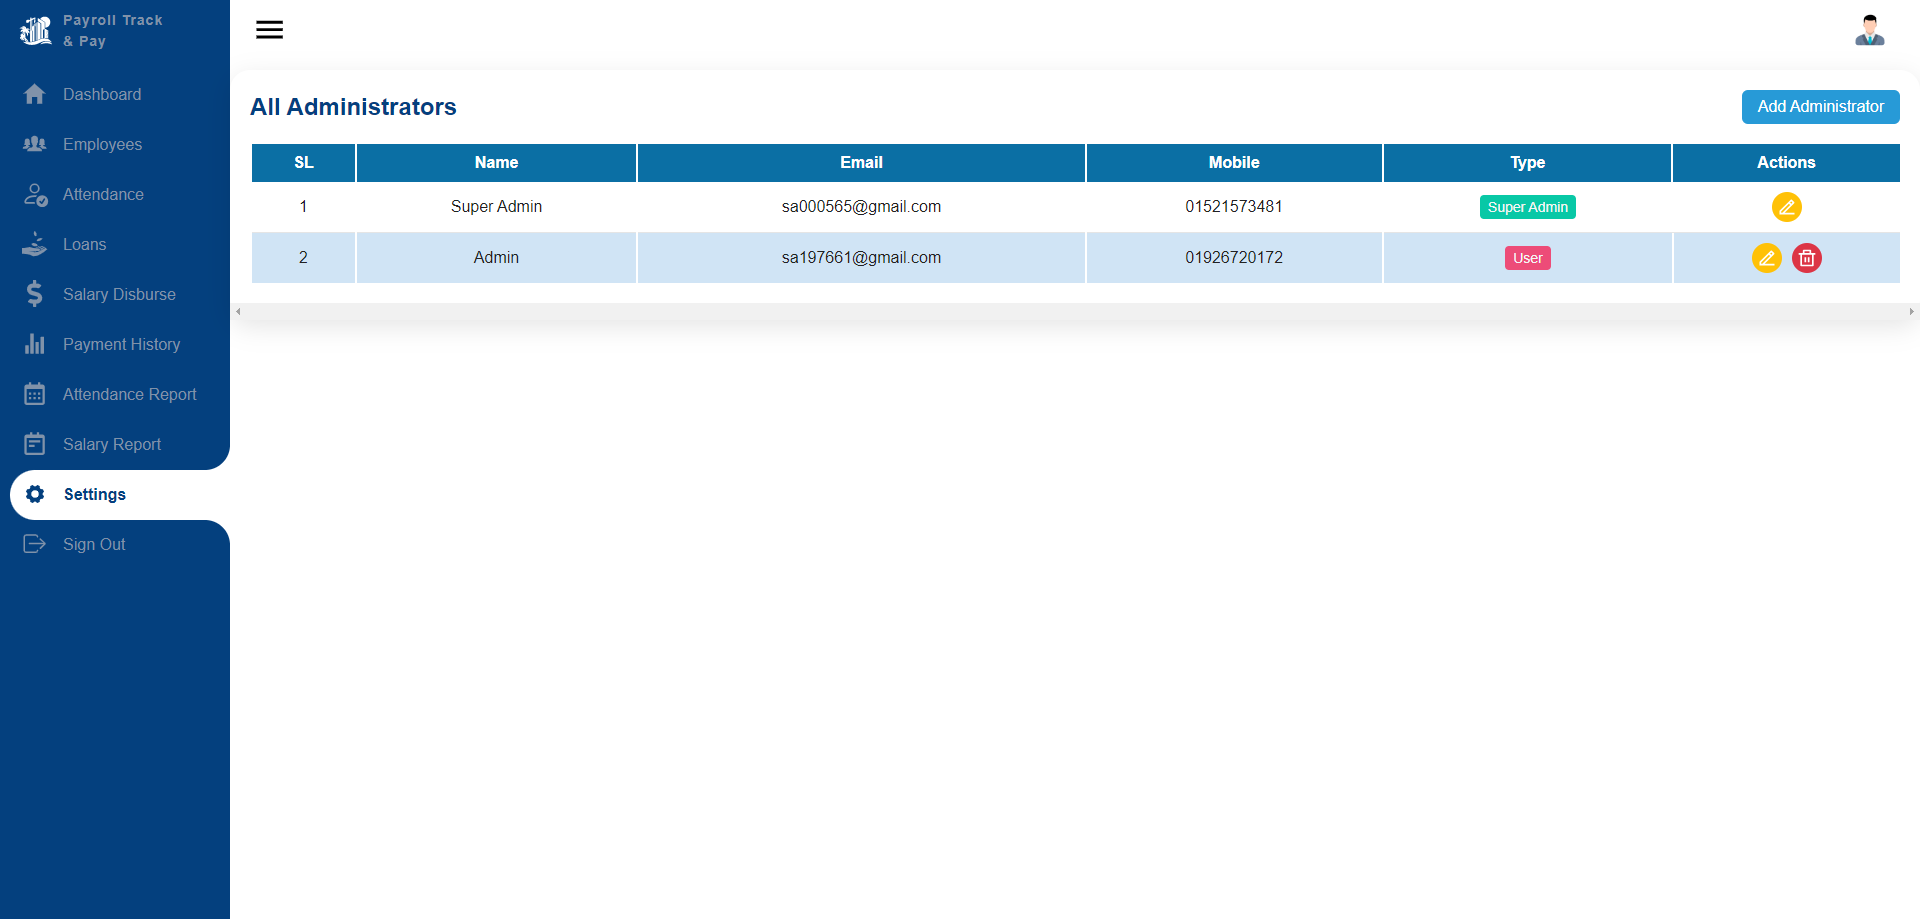 Payroll Track
& Pay
Dashboard
Employees
Attendance
Loans
Salary Disburse
Payment History
Attendance Report
Salary Report
Settings
Sign Out
All Administrators
Add Administrator
SL Name Email Mobile Type Actions
1 Super Admin sa000565@gmail.com 01521573481 Super Admin
2 Admin sa197661@gmail.com 01926720172 User